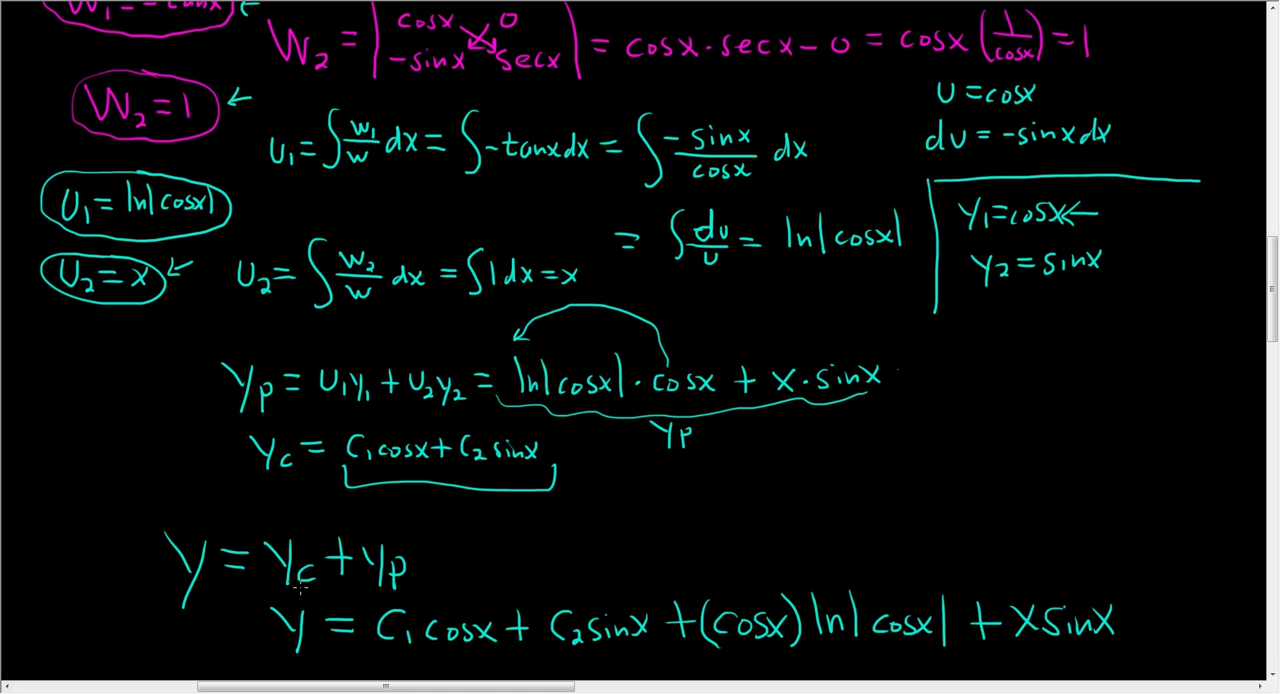 W₁ = -tanx
W₂ = | cosx 0 | = cosx · secx - 0 = cosx (1/cosx) = 1
| -sinx secx |
W₂ = 1
u = cosx
du = -sinxdx
u₁ = ∫ w₁/w dx = ∫ -tanxdx = ∫ -sinx/cosx dx
u₁ = ln|cosx|
= ∫ du/u = ln|cosx|
y₁ = cosx
y₂ = sinx
u₂ = x
u₂ = ∫ w₂/w dx = ∫ 1 dx = x
yp = u₁y₁ + u₂y₂ = ln|cosx| · cosx + x · sinx
yp
yc = c₁cosx + c₂sinx
y = yc + yp
y = c₁cosx + c₂sinx + (cosx) ln|cosx| + xsinx